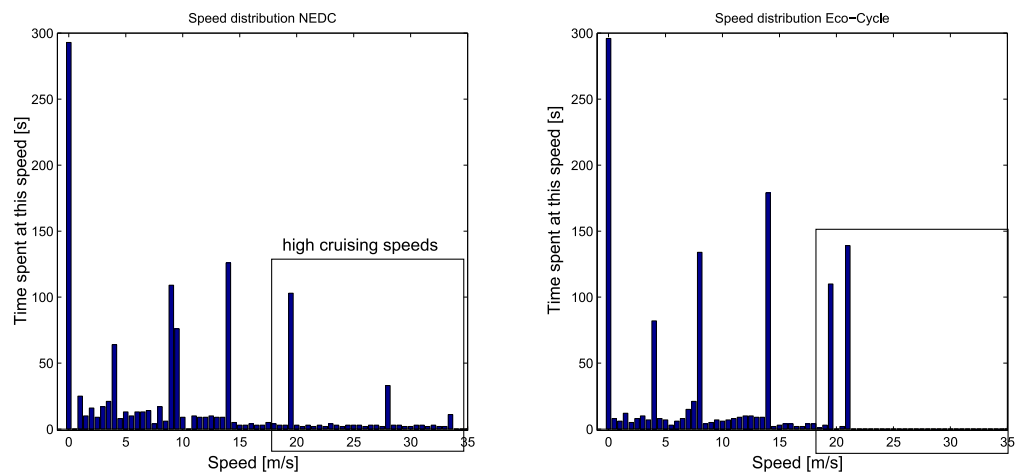 Speed distribution NEDC
300
250
200
150
100
50
0
Time spent at this speed [s]
high cruising speeds
0 5 10 15 20 25 30 35
Speed [m/s]
Speed distribution Eco−Cycle
300
250
200
150
100
50
0
Time spent at this speed [s]
0 5 10 15 20 25 30 35
Speed [m/s]